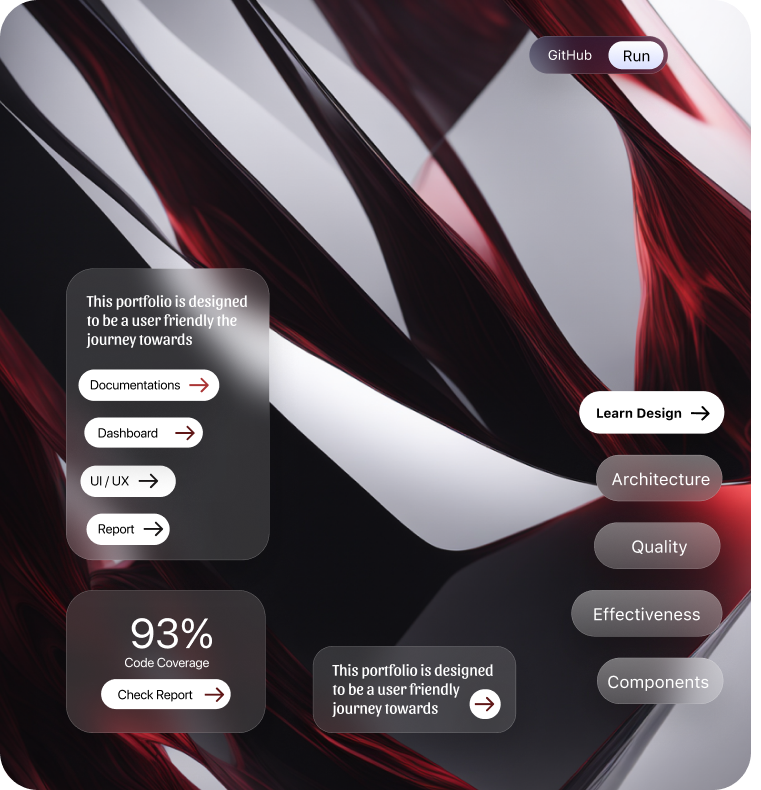 GitHub
Run
This portfolio is designed
to be a user friendly the
journey towards
Documentations
Dashboard
UI / UX
Report
93%
Code Coverage
Check Report
This portfolio is designed
to be a user friendly
journey towards
Learn Design
Architecture
Quality
Effectiveness
Components